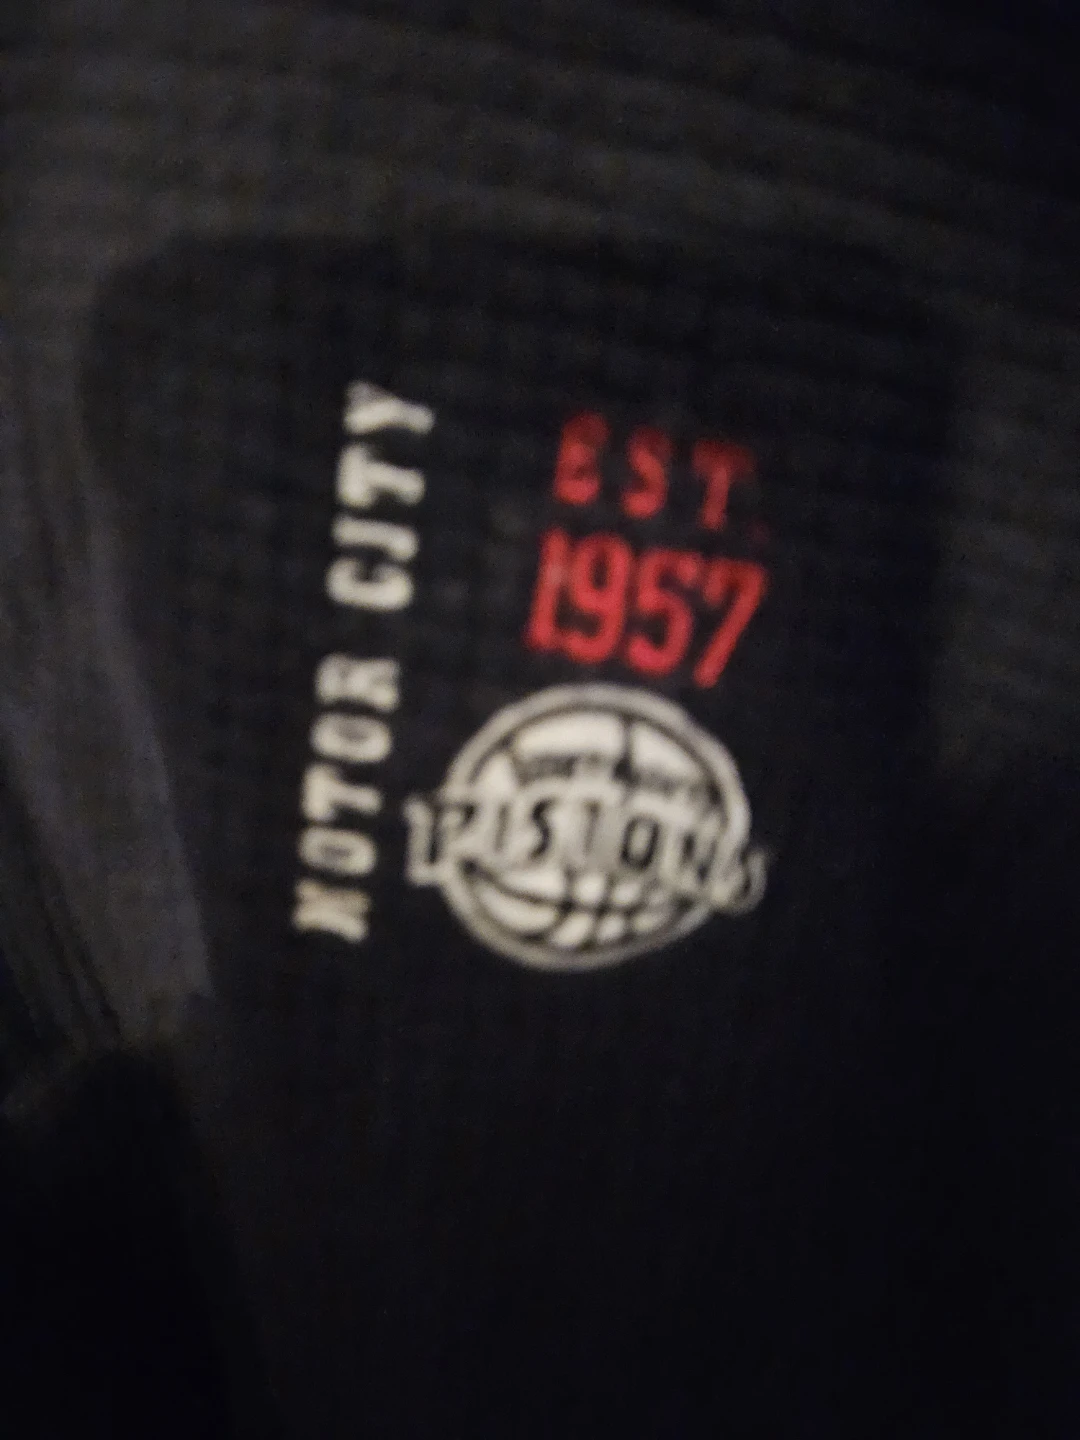 MOTOR CITY
EST.
1957
PISTONS